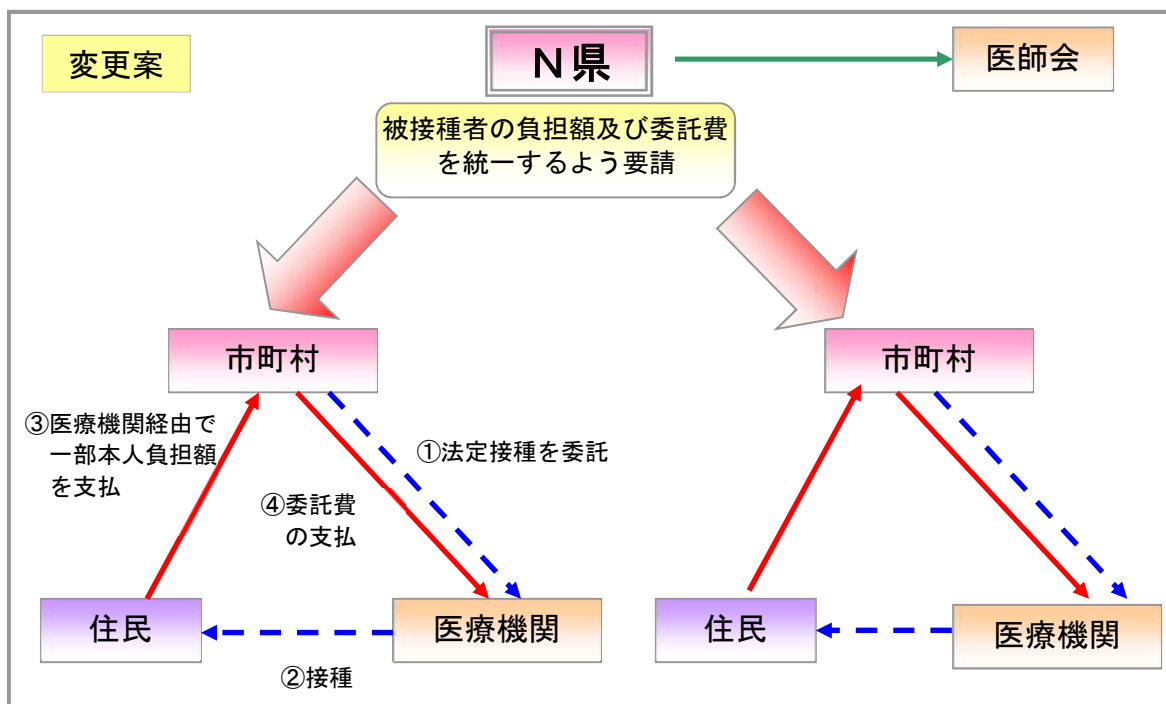 変更案
N県
医師会
被接種者の負担額及び委託費
を統一するよう要請
市町村
市町村
③医療機関経由で
一部本人負担額
を支払
①法定接種を委託
④委託費
の支払
住民
医療機関
②接種
住民
医療機関